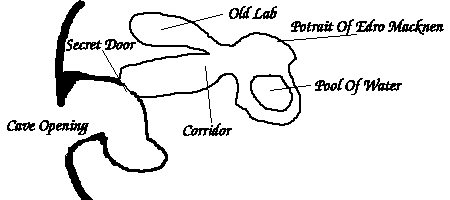 Old Lab
Potrait Of Edro Macknen
Secret Door
Pool Of Water
Cave Opening
Corridor